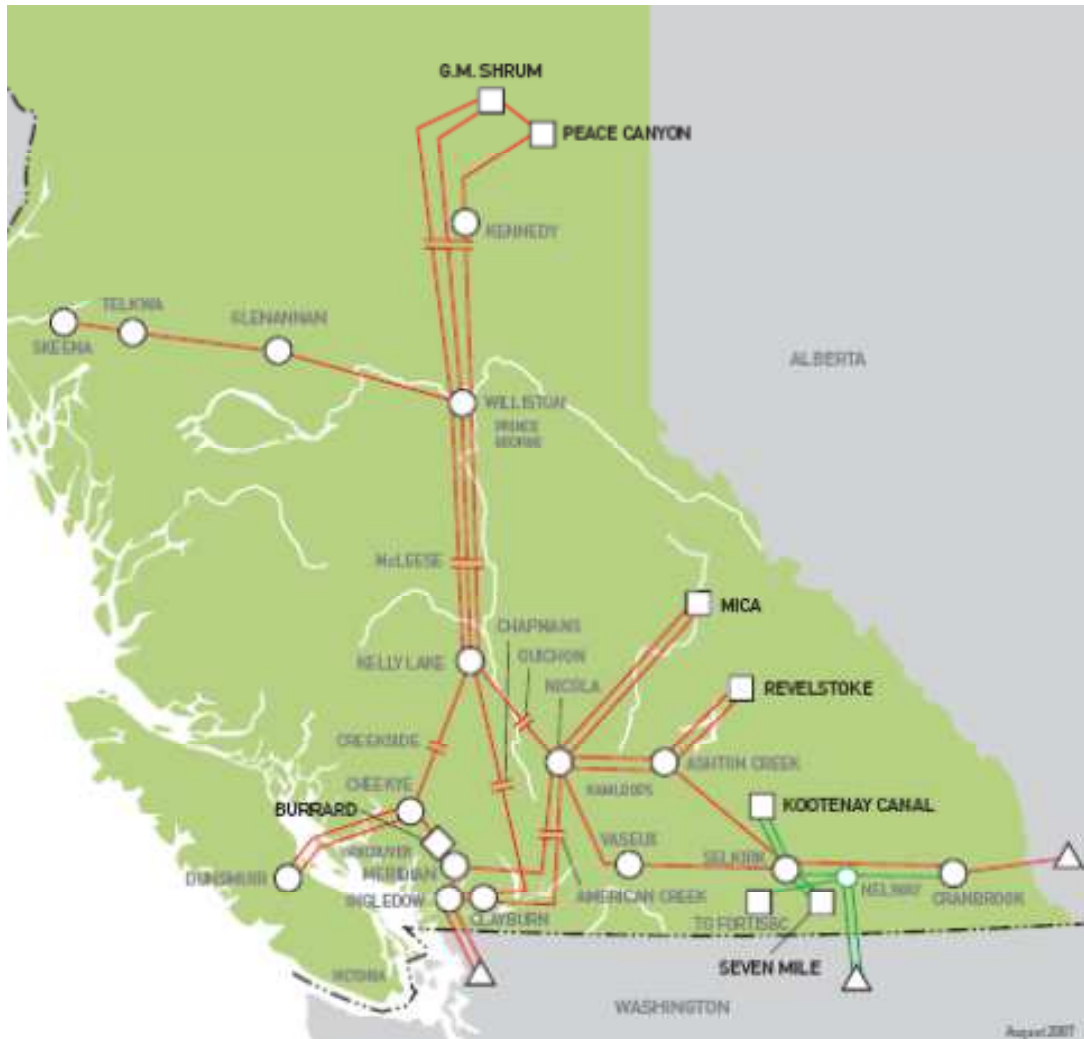 G.M. SHRUM
PEACE CANYON
KENNEDY
TELKWA
SKEENA
GLENANNAN
ALBERTA
WILLISTON
PRINCE
GEORGE
McLEESE
MICA
CHAPMANS
GUICHON
KELLY LAKE
NICOLA
REVELSTOKE
CREEKSIDE
ASHTON CREEK
CHEEKYE
KAMLOOPS
BURRARD
KOOTENAY CANAL
VASEUX
VANCOUVER
SELKIRK
DUNSMUIR
MERIDIAN
NELWAY
INGLEDOW
AMERICAN CREEK
CRANBROOK
CLAYBURN
TO FORTISBC
VICTORIA
SEVEN MILE
WASHINGTON
August 2007